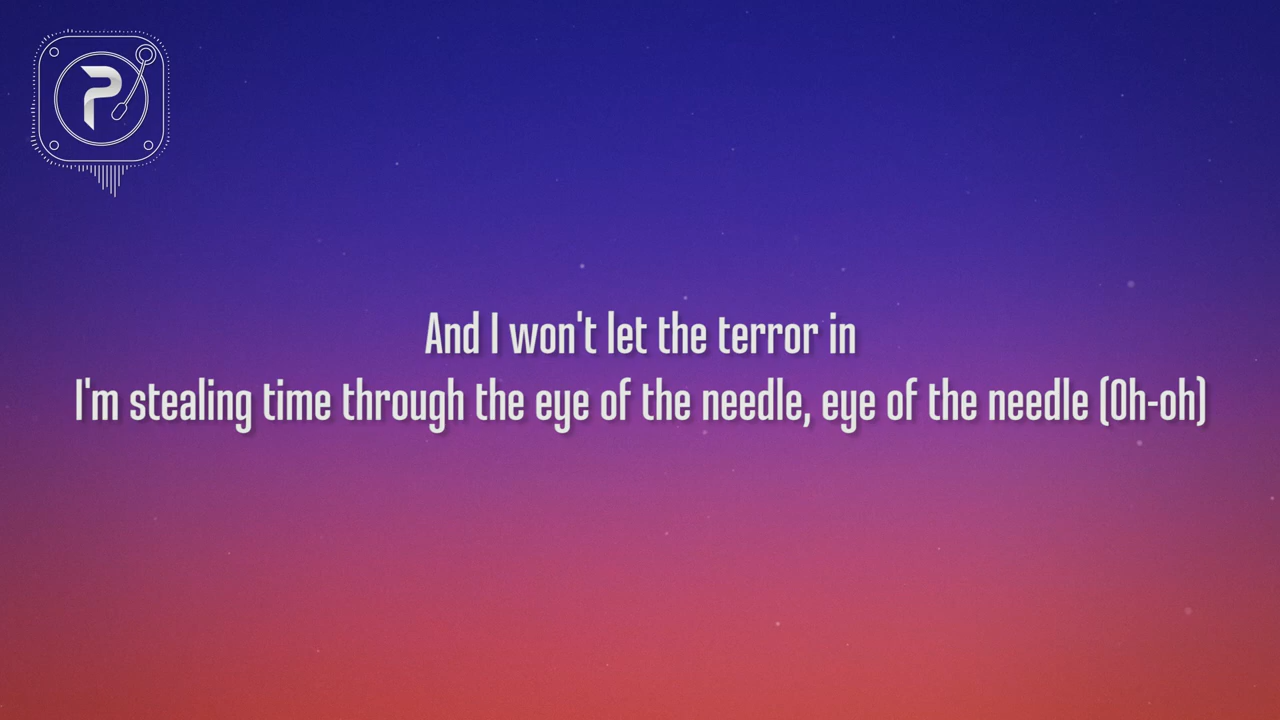 P
And I won't let the terror in
I'm stealing time through the eye of the needle, eye of the needle (Oh-oh)